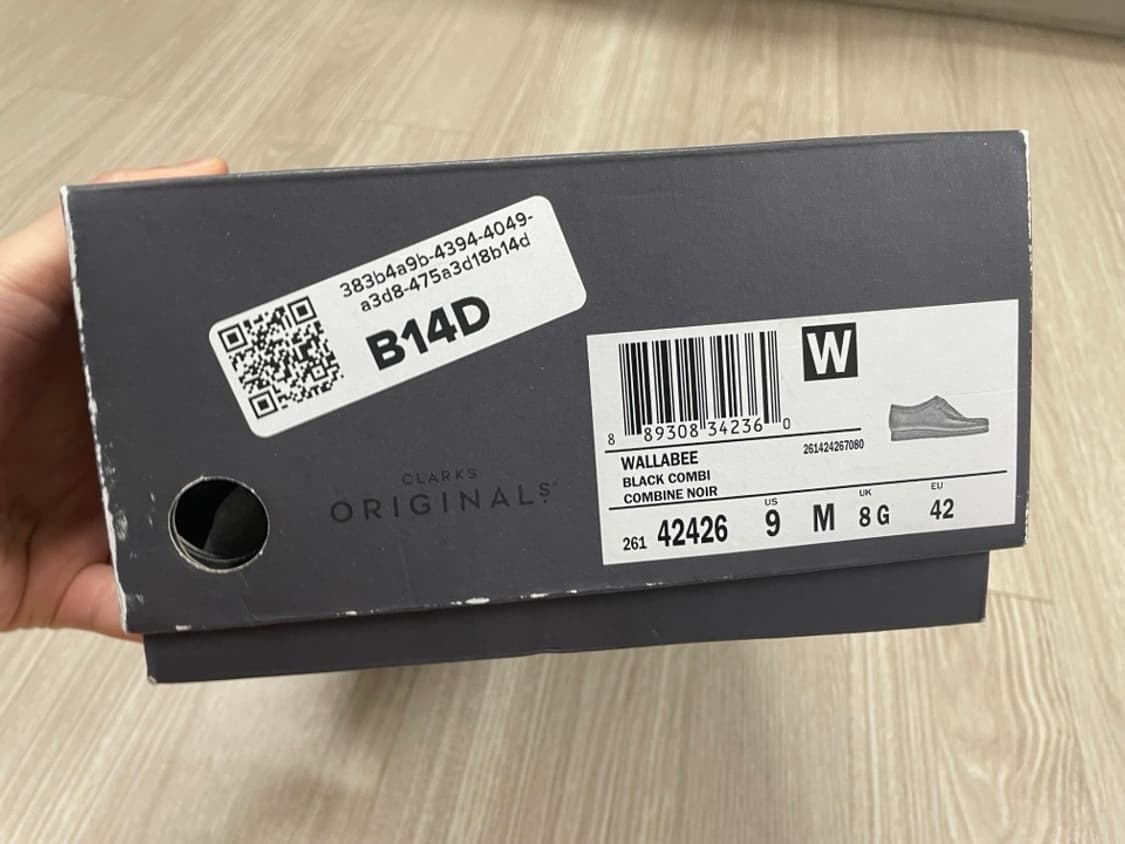 383b4a9b-4394-4049-
a3d8-475a3d18b14d
B14D
CLARKS
ORIGINALS
W
8 89308 34236 0
261424267080
WALLABEE
BLACK COMBI
COMBINE NOIR
US UK EU
261 42426 9 M 8 G 42